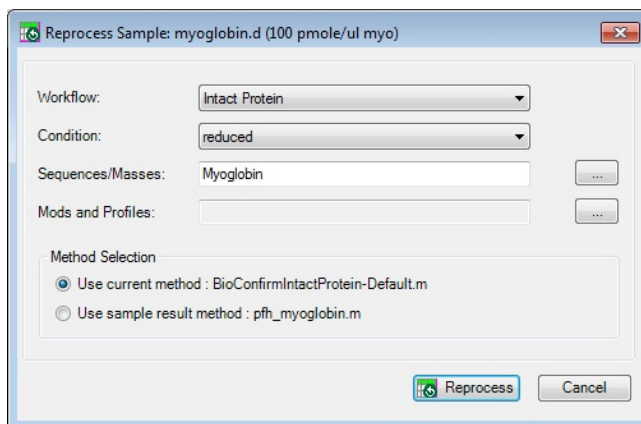 Reprocess Sample: myoglobin.d (100 pmole/ul myo)
Workflow: Intact Protein
Condition: reduced
Sequences/Masses: Myoglobin ...
Mods and Profiles: ...
Method Selection
Use current method : BioConfirmIntactProtein-Default.m
Use sample result method : pfh_myoglobin.m
Reprocess Cancel